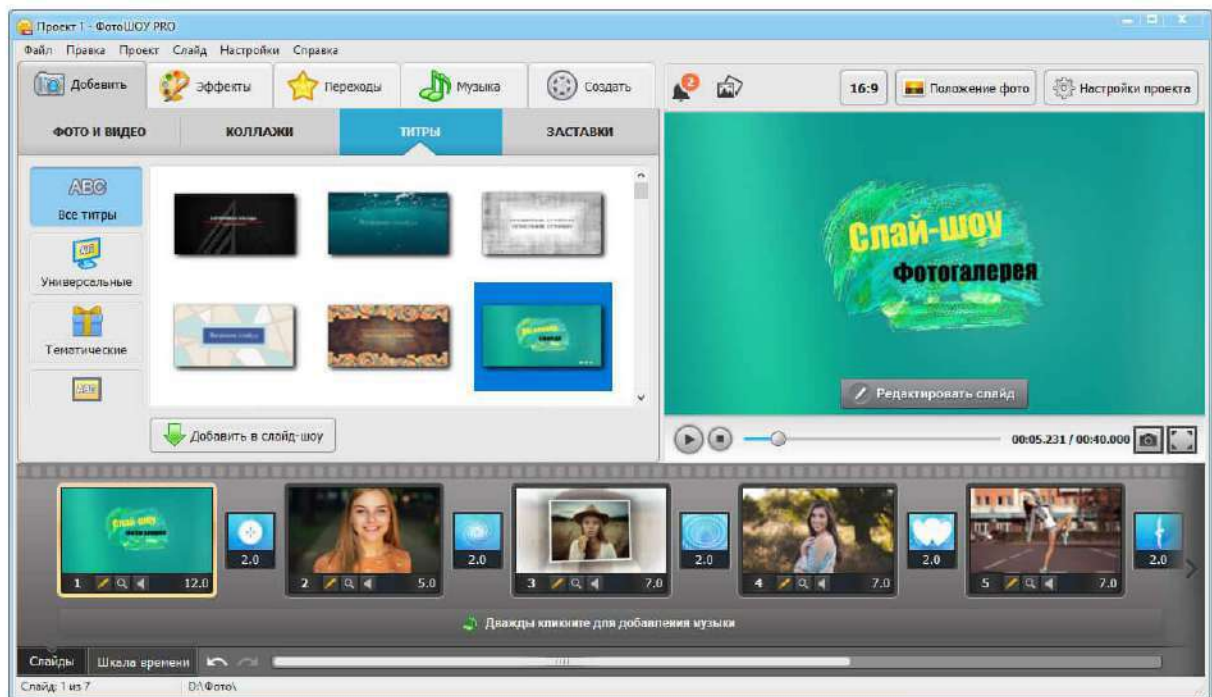 Проект 1 - ФотоШОУ PRO
Файл Правка Проект Слайд Настройки Справка
Добавить Эффекты Переходы Музыка Создать
2 16:9 Положение фото Настройки проекта
ФОТО И ВИДЕО КОЛЛАЖИ ТИТРЫ ЗАСТАВКИ
ABC
Все титры
Универсальные
Тематические
Слай-шоу
Фотогалерея
Редактировать слайд
Добавить в слайд-шоу
00:05.231 / 00:40.000
Слай-шоу
1 12.0 2.0 2 5.0 2.0 3 7.0 2.0 4 7.0 2.0 5 7.0 2.0
Дважды кликните для добавления музыки
Слайды Шкала времени
Слайд: 1 из 7 D:\Фото\